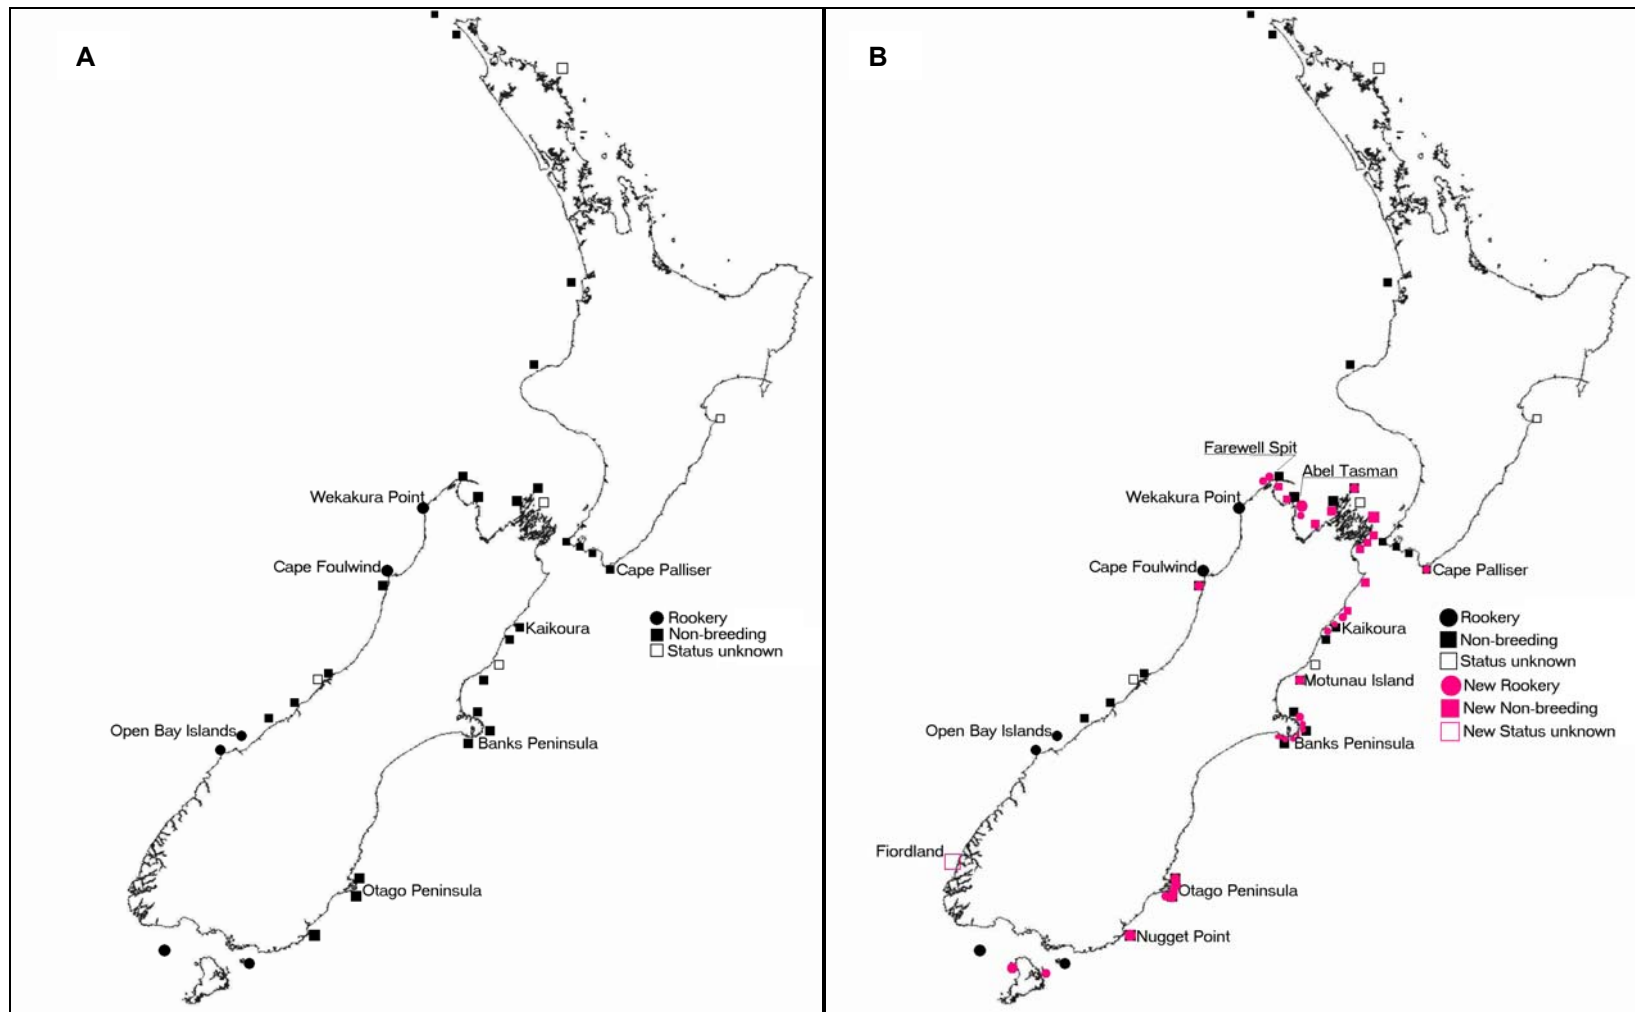 A
Wekakura Point
Cape Foulwind
Cape Palliser
Rookery
Kaikoura
Non-breeding
Status unknown
Open Bay Islands
Banks Peninsula
Otago Peninsula
B
Farewell Spit
Abel Tasman
Wekakura Point
Cape Foulwind
Cape Palliser
Rookery
Kaikoura
Non-breeding
Status unknown
Motunau Island
New Rookery
New Non-breeding
Open Bay Islands
New Status unknown
Banks Peninsula
Fiordland
Otago Peninsula
Nugget Point